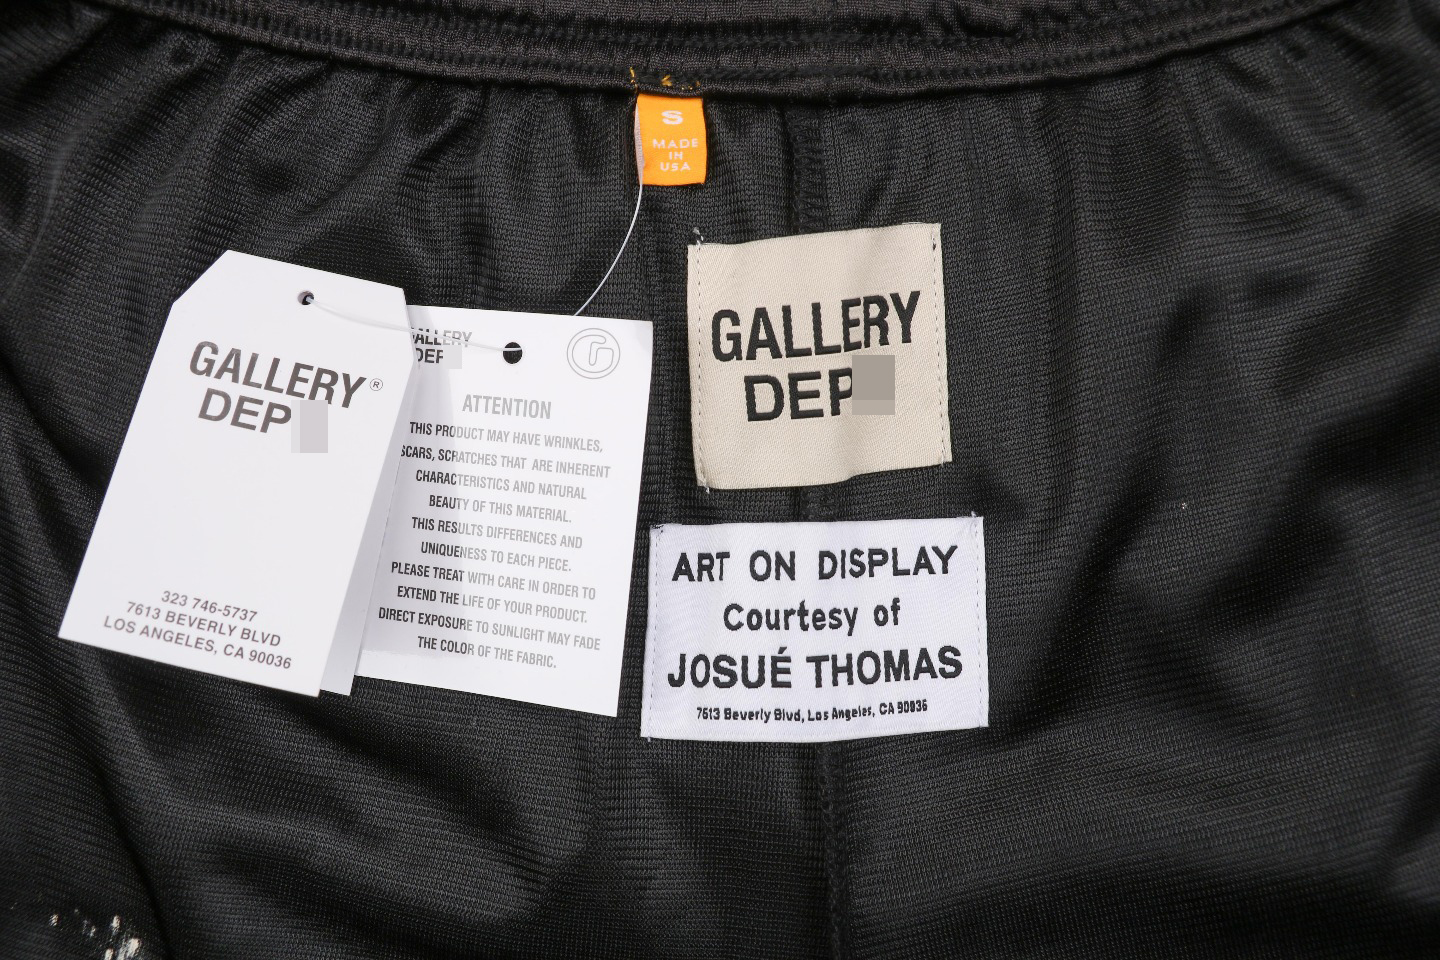 S
MADE
IN
USA
GALLERY
DEP
GALLERY®
DEP
323 746-5737
7613 BEVERLY BLVD
LOS ANGELES, CA 90036
GALLERY
DEP
ATTENTION
THIS PRODUCT MAY HAVE WRINKLES,
SCARS, SCRATCHES THAT ARE INHERENT
CHARACTERISTICS AND NATURAL
BEAUTY OF THIS MATERIAL.
THIS RESULTS DIFFERENCES AND
UNIQUENESS TO EACH PIECE.
PLEASE TREAT WITH CARE IN ORDER TO
EXTEND THE LIFE OF YOUR PRODUCT.
DIRECT EXPOSURE TO SUNLIGHT MAY FADE
THE COLOR OF THE FABRIC.
ART ON DISPLAY
Courtesy of
JOSUÉ THOMAS
7613 Beverly Blvd, Los Angeles, CA 90036